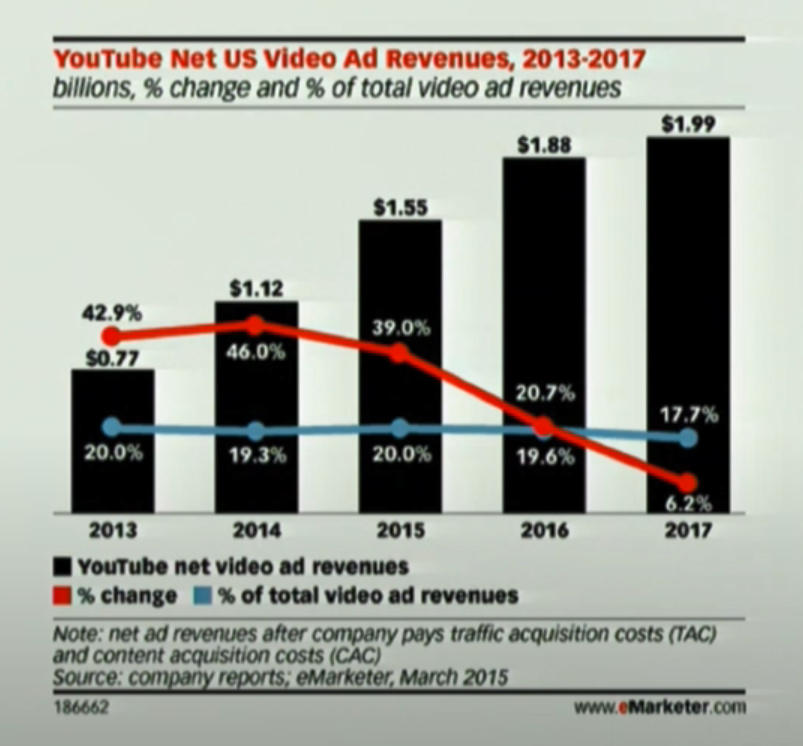 YouTube Net US Video Ad Revenues, 2013-2017
billions, % change and % of total video ad revenues
$1.99
$1.88
$1.55
$1.12
42.9%
$0.77
46.0%
39.0%
20.7%
17.7%
20.0%
19.3%
20.0%
19.6%
6.2%
2013 2014 2015 2016 2017
YouTube net video ad revenues
% change % of total video ad revenues
Note: net ad revenues after company pays traffic acquisition costs (TAC)
and content acquisition costs (CAC)
Source: company reports; eMarketer, March 2015
186662 www.eMarketer.com